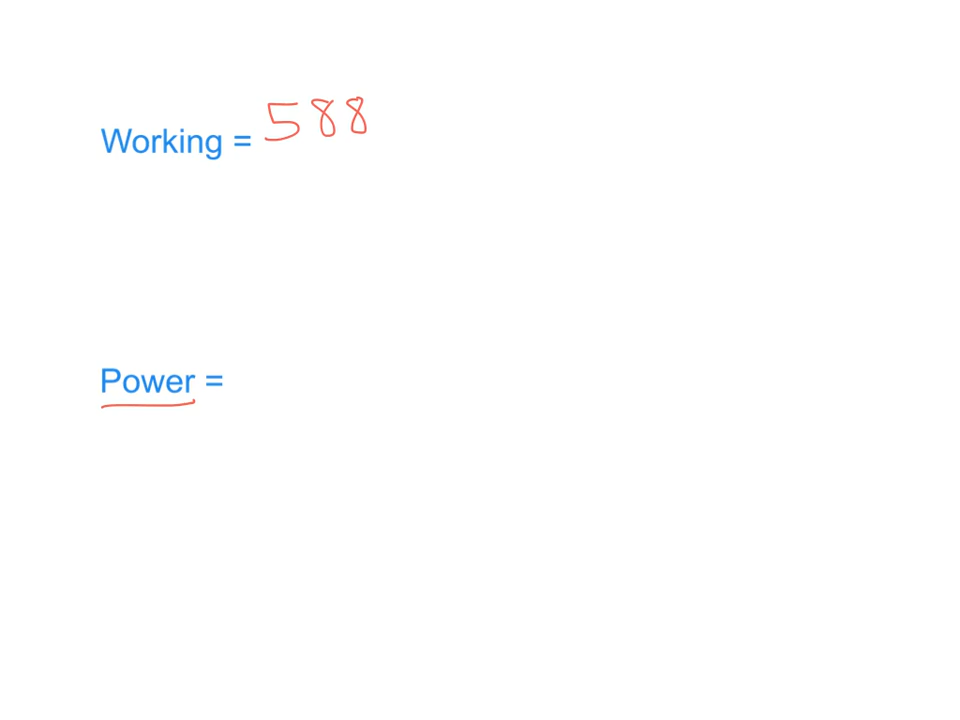 Working = 588
Power =